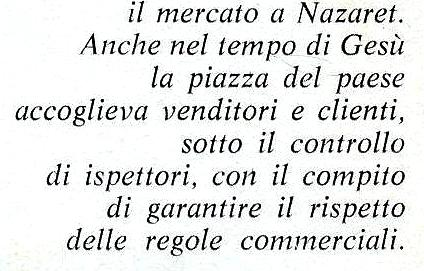 il mercato a Nazaret.
Anche nel tempo di Gesù
la piazza del paese
accoglieva venditori e clienti,
sotto il controllo
di ispettori, con il compito
di garantire il rispetto
delle regole commerciali.